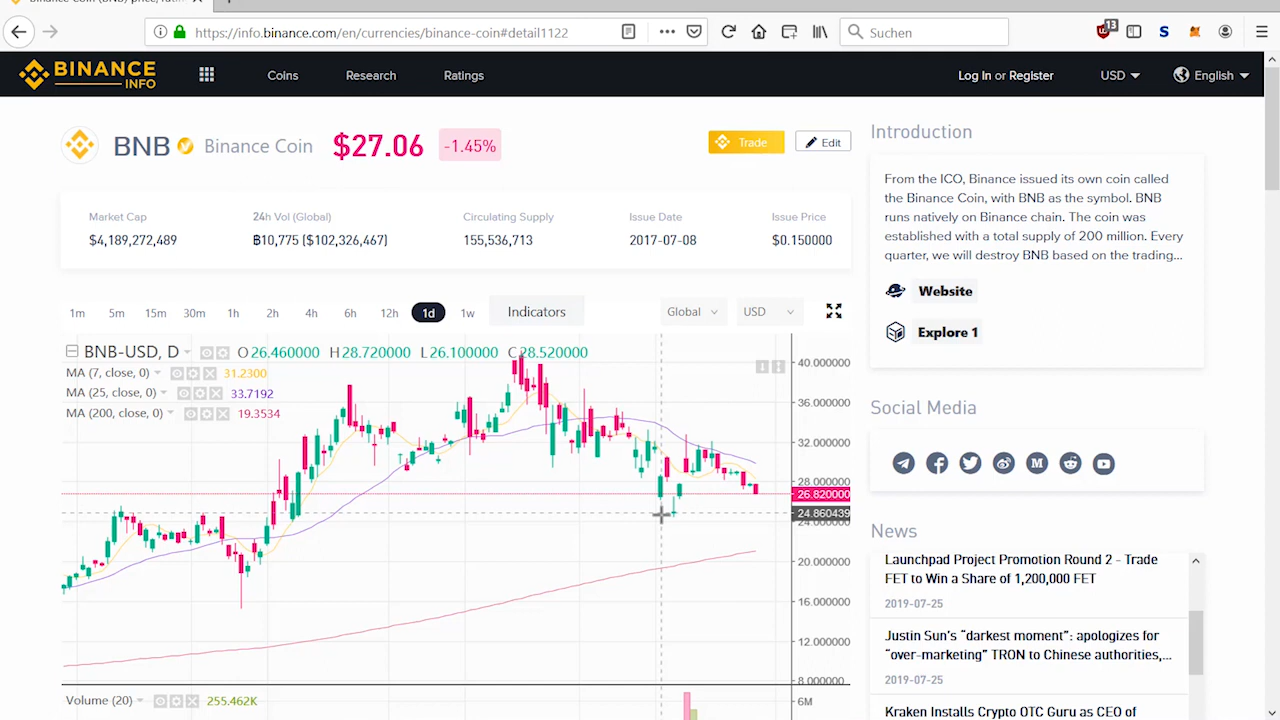 https://info.binance.com/en/currencies/binance-coin#detail1122
Suchen
13
BINANCE
INFO
Coins
Research
Ratings
Log In or Register
USD
English
BNB
Binance Coin
$27.06
-1.45%
Trade
Edit
Market Cap
24h Vol (Global)
Circulating Supply
Issue Date
Issue Price
$4,189,272,489
฿10,775 ($102,326,467)
155,536,713
2017-07-08
$0.150000
1m
5m
15m
30m
1h
2h
4h
6h
12h
1d
1w
Indicators
Global
USD
BNB-USD, D
O26.460000 H28.720000 L26.100000 C28.520000
MA (7, close, 0) 31.2300
MA (25, close, 0) 33.7192
MA (200, close, 0) 19.3534
40.000000
36.000000
32.000000
28.000000
26.820000
24.860439
24.000000
20.000000
16.000000
12.000000
8.000000
Volume (20) 255.462K
6M
Introduction
From the ICO, Binance issued its own coin called
the Binance Coin, with BNB as the symbol. BNB
runs natively on Binance chain. The coin was
established with a total supply of 200 million. Every
quarter, we will destroy BNB based on the trading...
Website
Explore 1
Social Media
News
Launchpad Project Promotion Round 2 - Trade
FET to Win a Share of 1,200,000 FET
2019-07-25
Justin Sun's “darkest moment”: apologizes for
“over-marketing” TRON to Chinese authorities,...
2019-07-25
Kraken Installs Crypto OTC Guru as CEO of